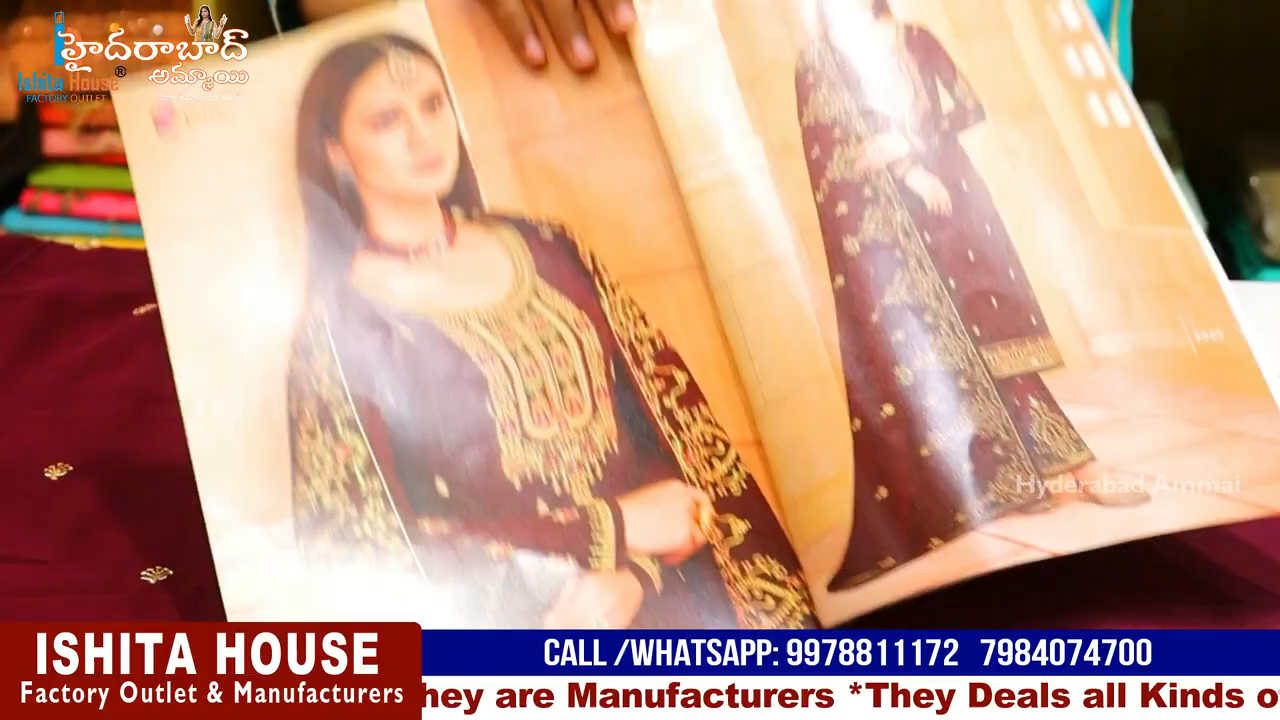 హైదరాబాద్
అమ్మాయి
Ishita House®
FACTORY OUTLET
Hyderabad Ammai
ISHITA HOUSE
Factory Outlet & Manufacturers
CALL /WHATSAPP: 9978811172 7984074700
hey are Manufacturers *They Deals all Kinds o